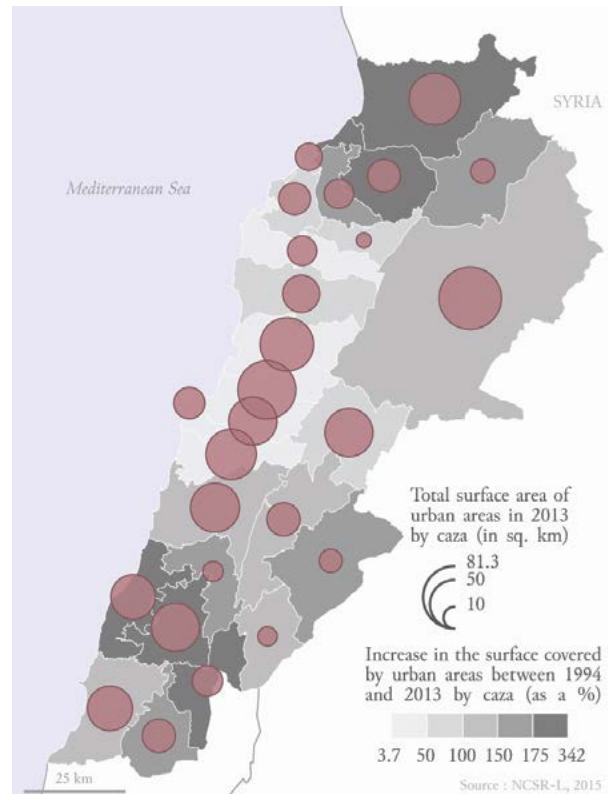 SYRIA
Mediterranean Sea
Total surface area of
urban areas in 2013
by caza (in sq. km)
81.3
50
10
Increase in the surface covered
by urban areas between 1994
and 2013 by caza (as a %)
3.7 50 100 150 175 342
25 km
Source : NCSR-L, 2015